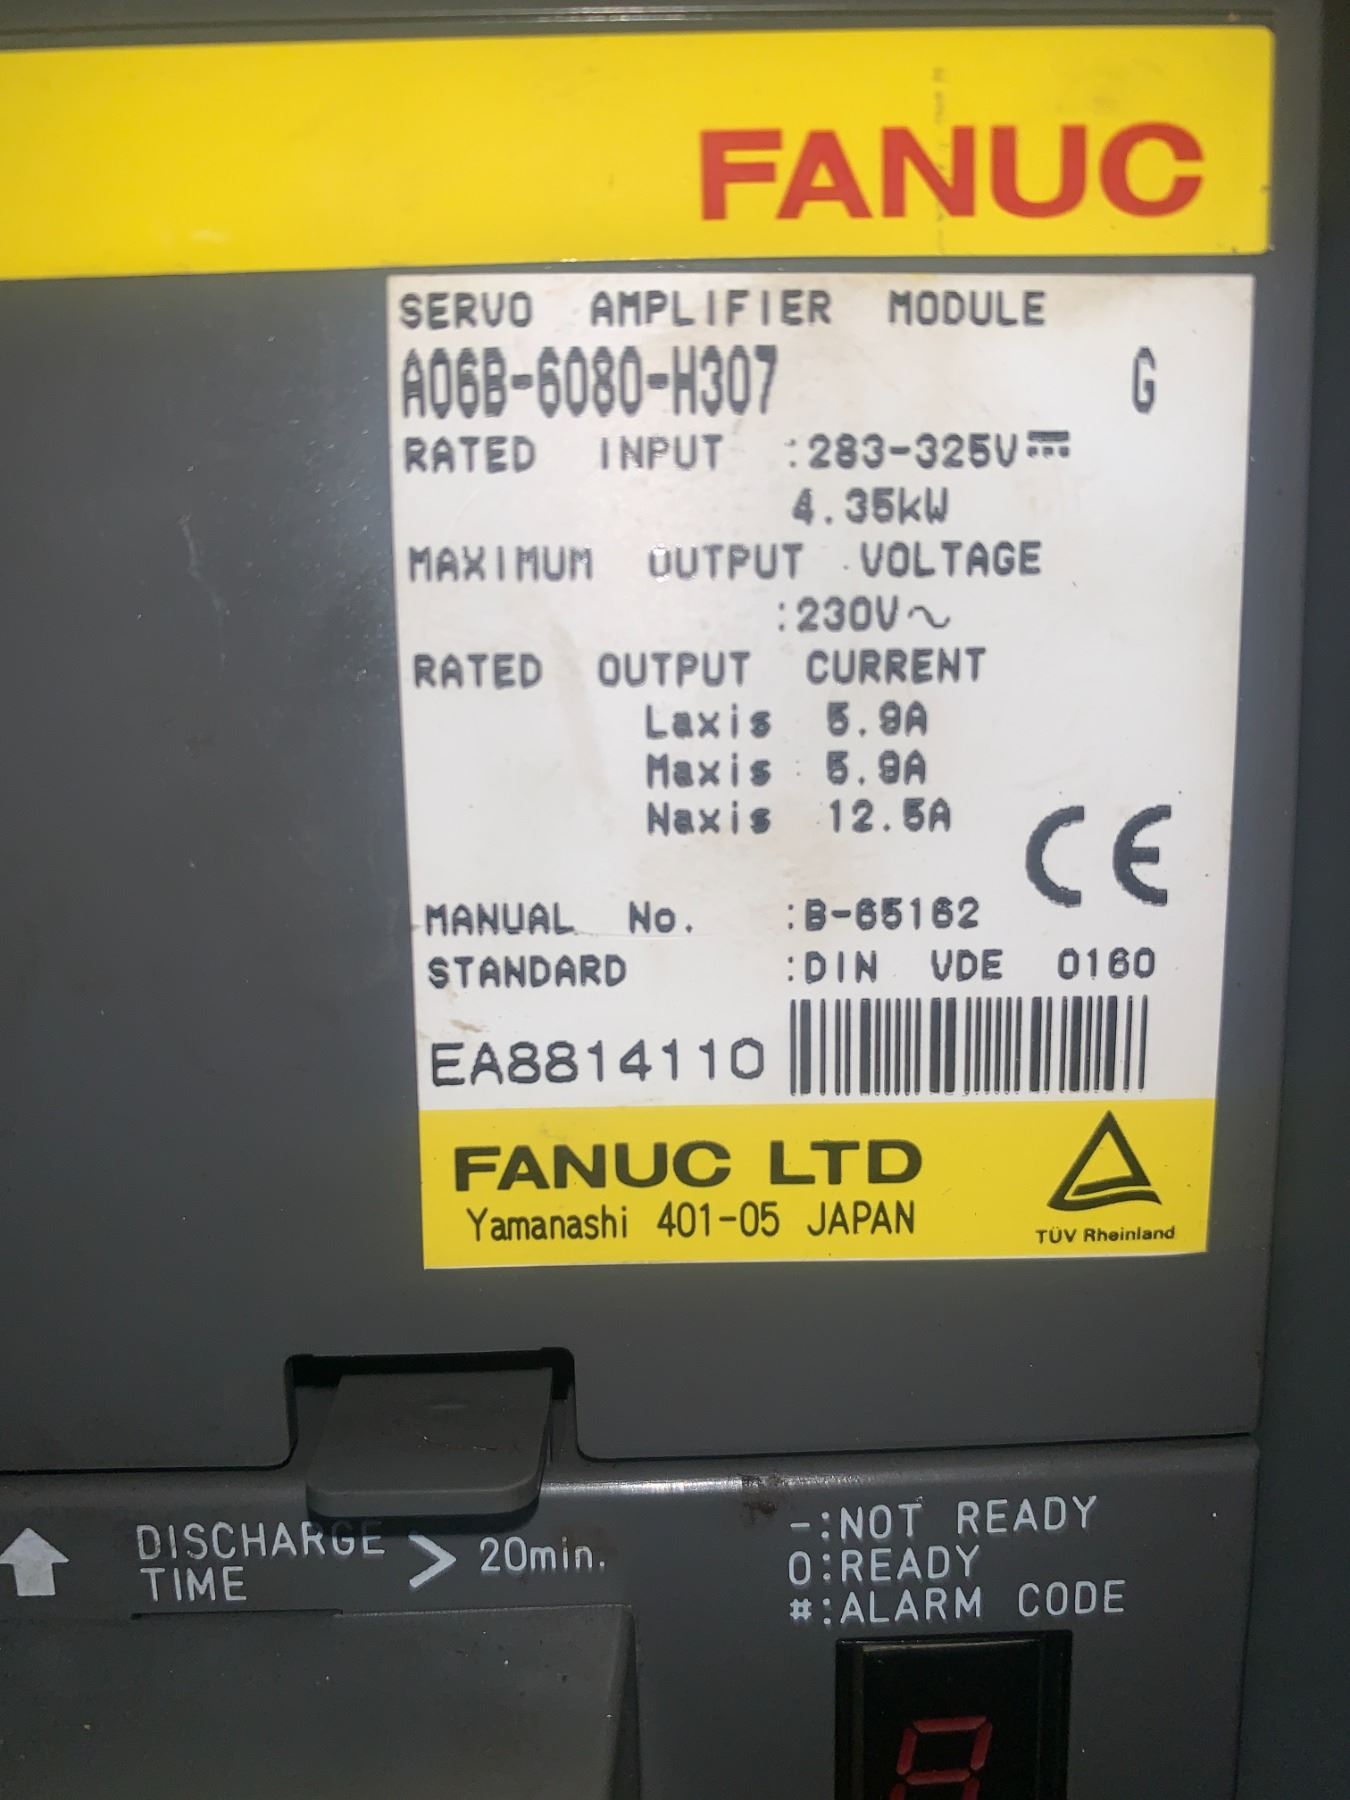 FANUC
SERVO AMPLIFIER MODULE
A06B-6080-H307 G
RATED INPUT :283-325V⎓
4.35kW
MAXIMUM OUTPUT VOLTAGE
:230V~
RATED OUTPUT CURRENT
Laxis 5.9A
Maxis 5.9A
Naxis 12.5A
CE
MANUAL No. :B-65162
STANDARD :DIN VDE 0160
EA8814110
FANUC LTD
Yamanashi 401-05 JAPAN
TÜV Rheinland
DISCHARGE TIME > 20min.
-:NOT READY
0:READY
#:ALARM CODE